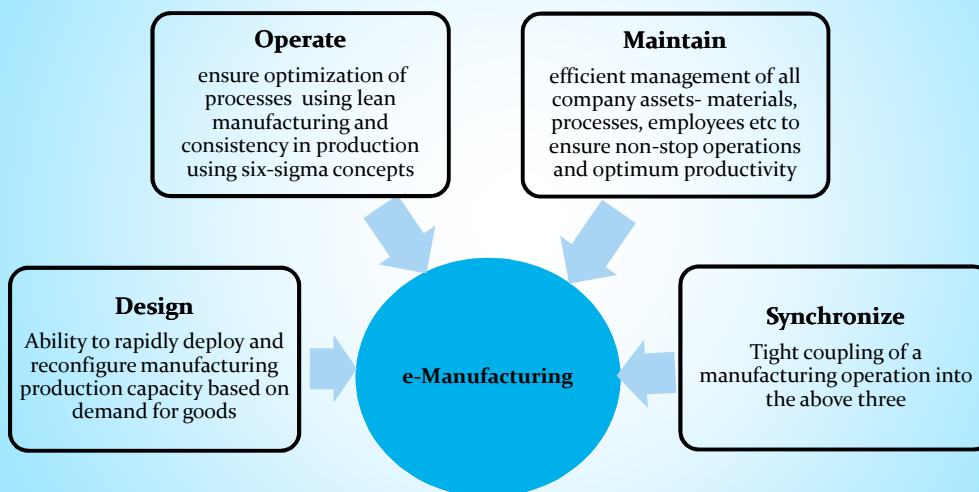 Operate
ensure optimization of
processes using lean
manufacturing and
consistency in production
using six-sigma concepts
Maintain
efficient management of all
company assets- materials,
processes, employees etc to
ensure non-stop operations
and optimum productivity
Design
Ability to rapidly deploy and
reconfigure manufacturing
production capacity based on
demand for goods
e-Manufacturing
Synchronize
Tight coupling of a
manufacturing operation into
the above three